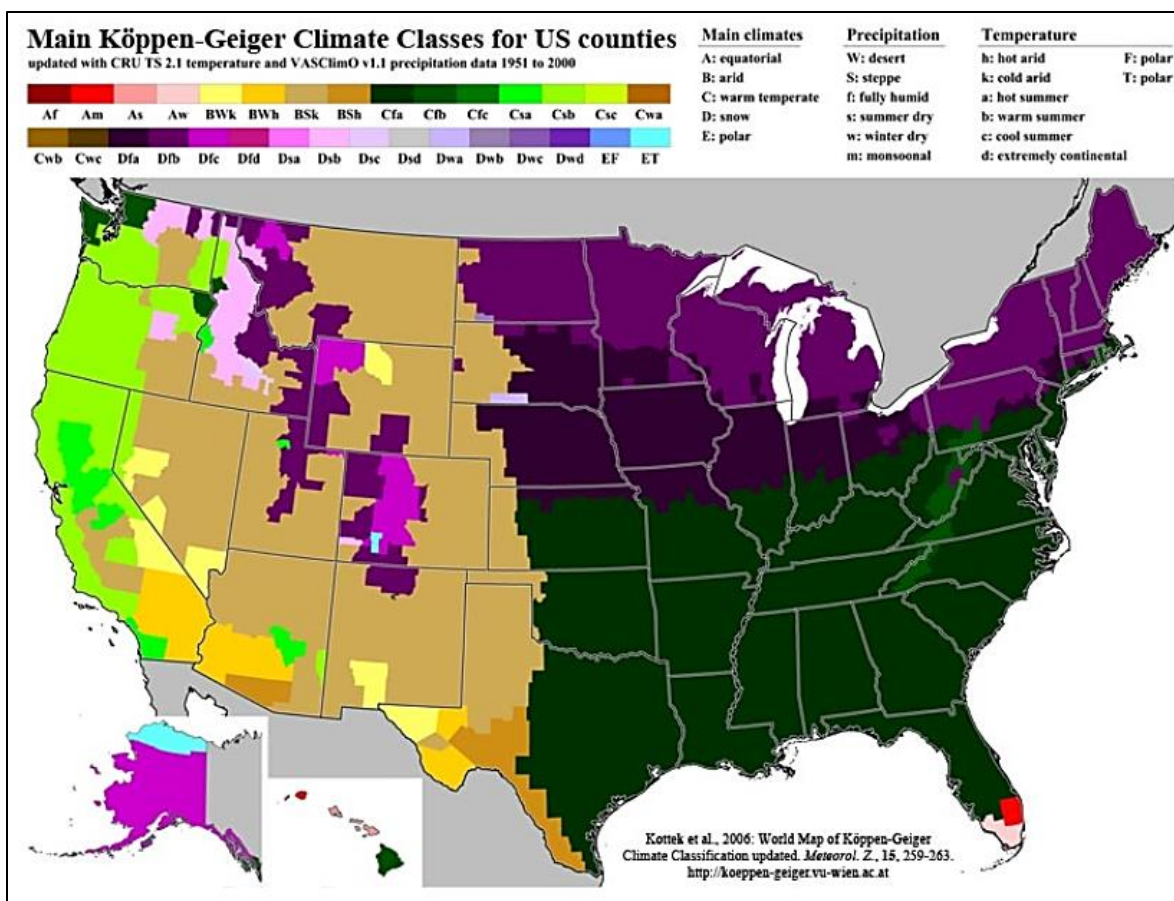 Main Köppen-Geiger Climate Classes for US counties
updated with CRU TS 2.1 temperature and VASClimO v1.1 precipitation data 1951 to 2000
Af Am As Aw BWk BWh BSk BSh Cfa Cfb Cfc Csa Csb Csc Cwa
Cwb Cwc Dfa Dfb Dfc Dfd Dsa Dsb Dsc Dsd Dwa Dwb Dwc Dwd EF ET
Main climates
A: equatorial
B: arid
C: warm temperate
D: snow
E: polar
Precipitation
W: desert
S: steppe
f: fully humid
s: summer dry
w: winter dry
m: monsoonal
Temperature
h: hot arid
k: cold arid
a: hot summer
b: warm summer
c: cool summer
d: extremely continental
F: polar
T: polar
Kottek et al., 2006: World Map of Köppen-Geiger
Climate Classification updated. Meteorol. Z., 15, 259-263.
http://koeppen-geiger.vu-wien.ac.at